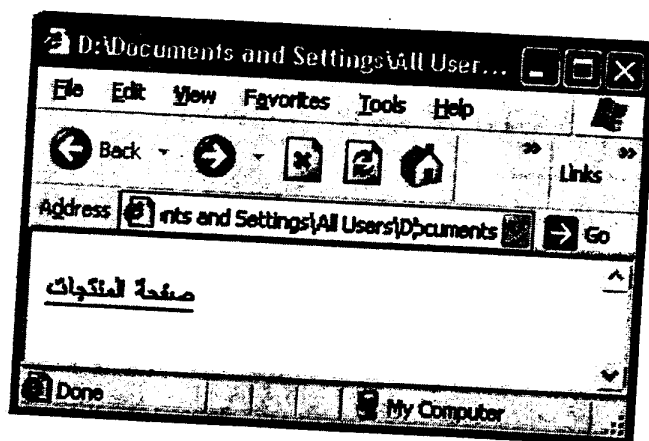 D:\Documents and Settings\All User...
File Edit View Favorites Tools Help
Back Links
Address ents and Settings\All Users\Documents Go
صفحة المنتجات
Done My Computer